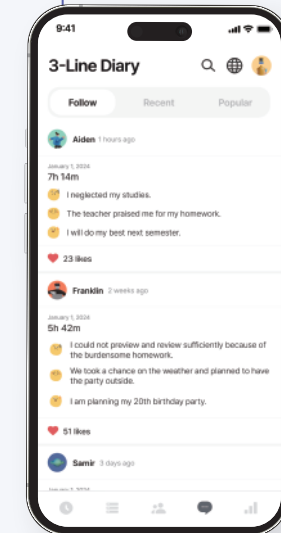 9:41
3-Line Diary
Follow
Recent
Popular
Aiden 1 hours ago
January 1, 2024
7h 14m
I neglected my studies.
The teacher praised me for my homework.
I will do my best next semester.
23 likes
Franklin 2 weeks ago
January 1, 2024
5h 42m
I could not preview and review sufficiently because of
the burdensome homework.
We took a chance on the weather and planned to have
the party outside.
I am planning my 20th birthday party.
51 likes
Samir 3 days ago
January 1, 2024